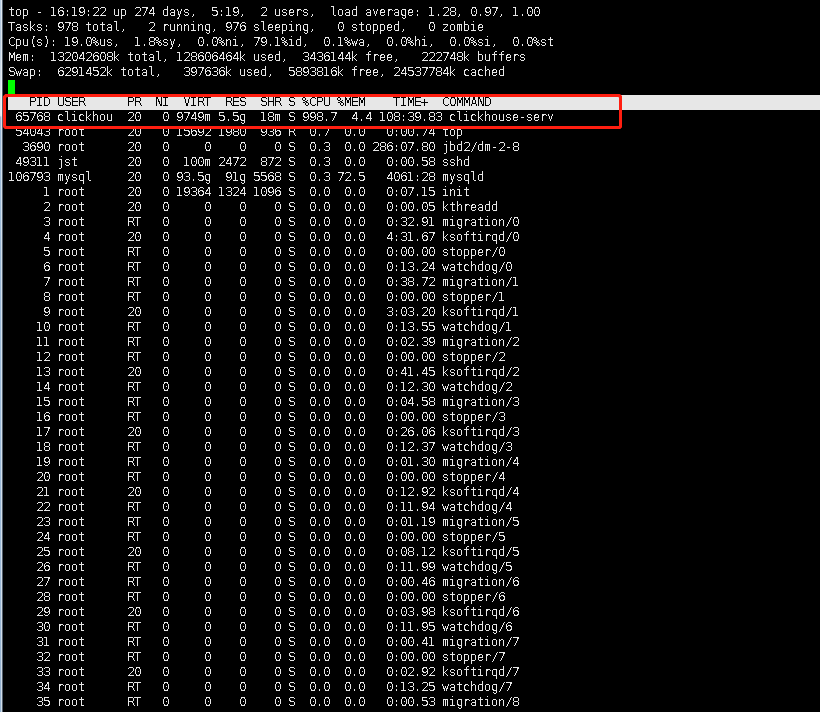 top - 16:19:22 up 274 days,  5:19,  2 users,  load average: 1.28, 0.97, 1.00
Tasks: 978 total,   2 running, 976 sleeping,   0 stopped,   0 zombie
Cpu(s): 19.0%us,  1.8%sy,  0.0%ni, 79.1%id,  0.1%wa,  0.0%hi,  0.0%si,  0.0%st
Mem:  132042608k total, 128606464k used,  3436144k free,   222748k buffers
Swap:  6291452k total,   397636k used,  5893816k free, 24537784k cached
PID USER      PR  NI  VIRT  RES  SHR S %CPU %MEM    TIME+  COMMAND
65768 clickhou  20   0 9749m 5.5g  18m S 998.7  4.4 108:39.83 clickhouse-serv
54043 root      20   0 15692 1980  936 R  0.7  0.0   0:00.74 top
3690 root      20   0     0    0    0 S  0.3  0.0 286:07.80 jbd2/dm-2-8
49311 jst       20   0  100m 2472  872 S  0.3  0.0   0:00.58 sshd
106793 mysql     20   0 93.5g  91g 5568 S  0.3 72.5   4061:28 mysqld
1 root      20   0 19364 1324 1096 S  0.0  0.0   0:07.15 init
2 root      20   0     0    0    0 S  0.0  0.0   0:00.05 kthreadd
3 root      RT   0     0    0    0 S  0.0  0.0   0:32.91 migration/0
4 root      20   0     0    0    0 S  0.0  0.0   4:31.67 ksoftirqd/0
5 root      RT   0     0    0    0 S  0.0  0.0   0:00.00 stopper/0
6 root      RT   0     0    0    0 S  0.0  0.0   0:13.24 watchdog/0
7 root      RT   0     0    0    0 S  0.0  0.0   0:38.72 migration/1
8 root      RT   0     0    0    0 S  0.0  0.0   0:00.00 stopper/1
9 root      20   0     0    0    0 S  0.0  0.0   3:03.20 ksoftirqd/1
10 root      RT   0     0    0    0 S  0.0  0.0   0:13.55 watchdog/1
11 root      RT   0     0    0    0 S  0.0  0.0   0:02.39 migration/2
12 root      RT   0     0    0    0 S  0.0  0.0   0:00.00 stopper/2
13 root      20   0     0    0    0 S  0.0  0.0   0:41.45 ksoftirqd/2
14 root      RT   0     0    0    0 S  0.0  0.0   0:12.30 watchdog/2
15 root      RT   0     0    0    0 S  0.0  0.0   0:04.58 migration/3
16 root      RT   0     0    0    0 S  0.0  0.0   0:00.00 stopper/3
17 root      20   0     0    0    0 S  0.0  0.0   0:26.06 ksoftirqd/3
18 root      RT   0     0    0    0 S  0.0  0.0   0:12.37 watchdog/3
19 root      RT   0     0    0    0 S  0.0  0.0   0:01.30 migration/4
20 root      RT   0     0    0    0 S  0.0  0.0   0:00.00 stopper/4
21 root      20   0     0    0    0 S  0.0  0.0   0:12.92 ksoftirqd/4
22 root      RT   0     0    0    0 S  0.0  0.0   0:11.94 watchdog/4
23 root      RT   0     0    0    0 S  0.0  0.0   0:01.19 migration/5
24 root      RT   0     0    0    0 S  0.0  0.0   0:00.00 stopper/5
25 root      20   0     0    0    0 S  0.0  0.0   0:08.12 ksoftirqd/5
26 root      RT   0     0    0    0 S  0.0  0.0   0:11.99 watchdog/5
27 root      RT   0     0    0    0 S  0.0  0.0   0:00.46 migration/6
28 root      RT   0     0    0    0 S  0.0  0.0   0:00.00 stopper/6
29 root      20   0     0    0    0 S  0.0  0.0   0:03.98 ksoftirqd/6
30 root      RT   0     0    0    0 S  0.0  0.0   0:11.95 watchdog/6
31 root      RT   0     0    0    0 S  0.0  0.0   0:00.41 migration/7
32 root      RT   0     0    0    0 S  0.0  0.0   0:00.00 stopper/7
33 root      20   0     0    0    0 S  0.0  0.0   0:02.92 ksoftirqd/7
34 root      RT   0     0    0    0 S  0.0  0.0   0:13.25 watchdog/7
35 root      RT   0     0    0    0 S  0.0  0.0   0:00.53 migration/8